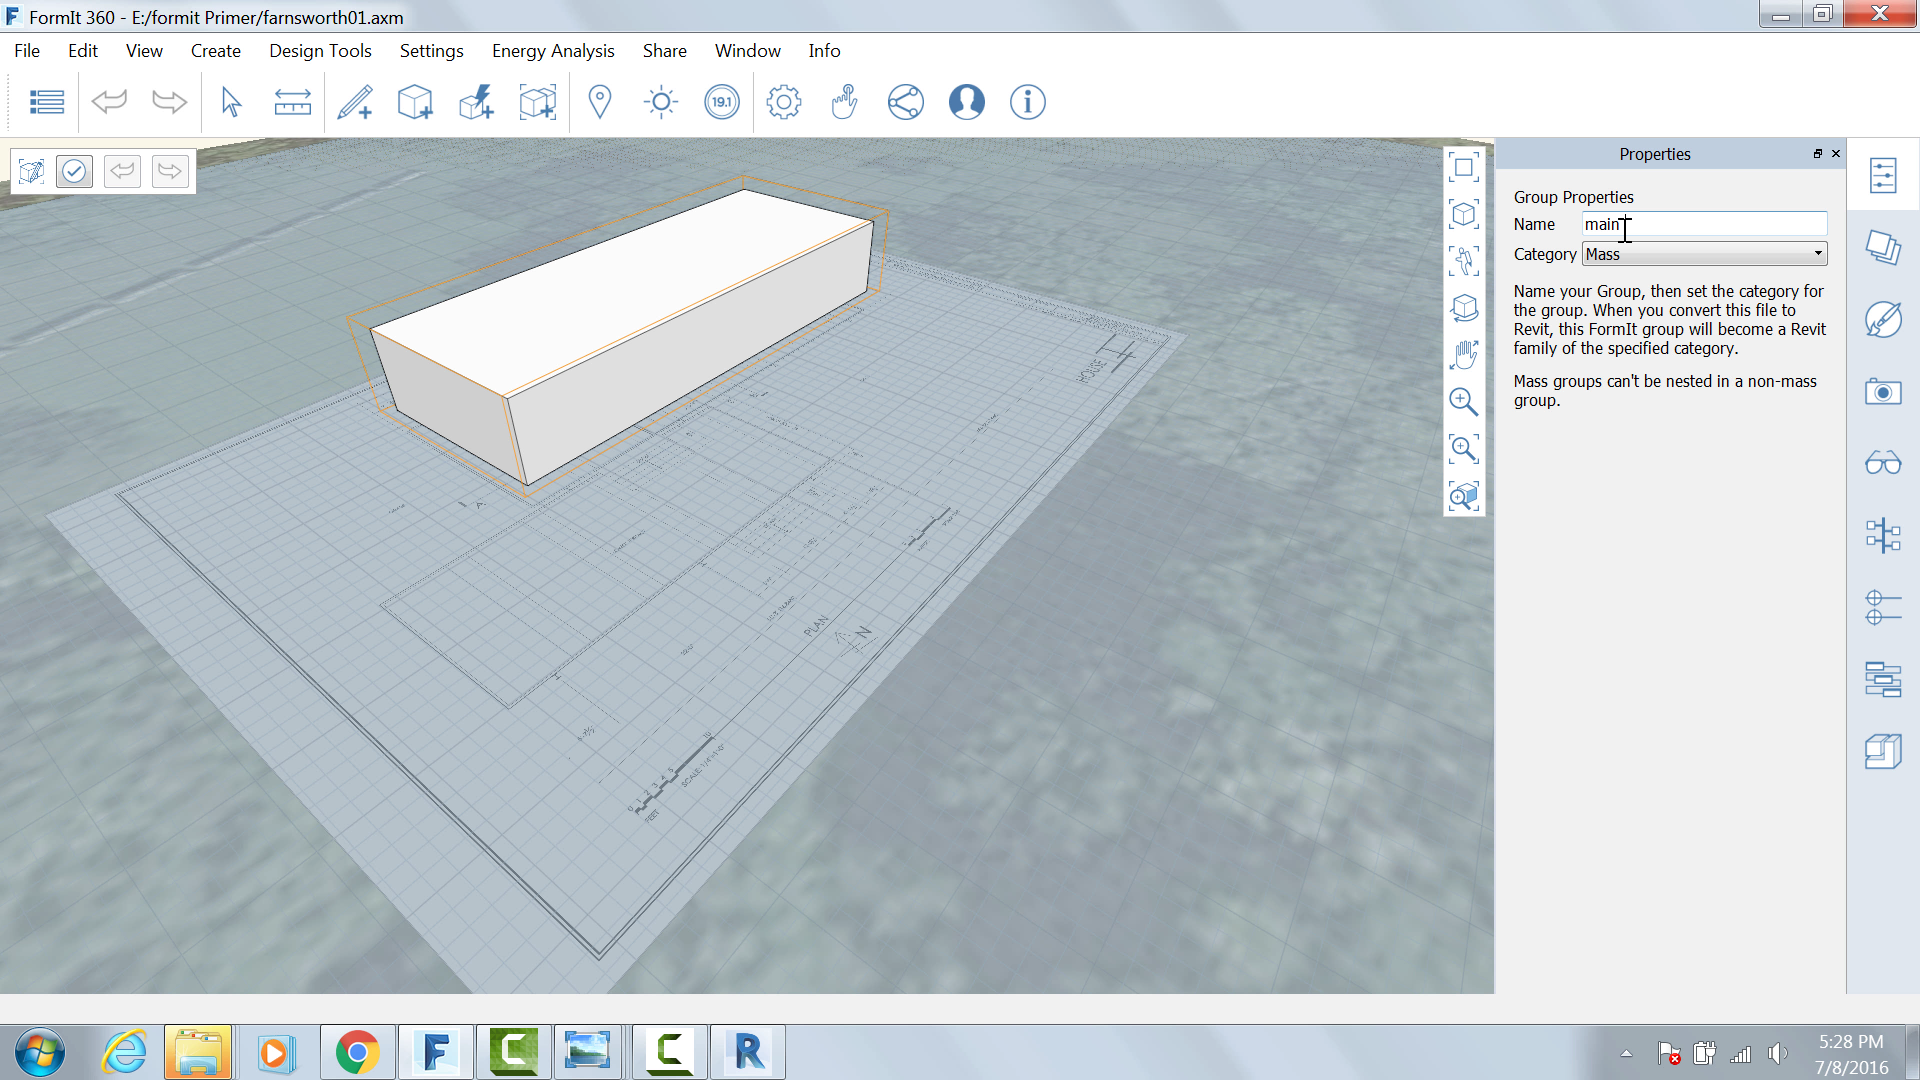 FormIt 360 - E:/formit Primer/farnsworth01.axm
File Edit View Create Design Tools Settings Energy Analysis Share Window Info
19.1
Properties
Group Properties
Name main
Category Mass
Name your Group, then set the category for
the group. When you convert this file to
Revit, this FormIt group will become a Revit
family of the specified category.
Mass groups can't be nested in a non-mass
group.
HOUSE
A
PLAN
N
FEET
5:28 PM
7/8/2016